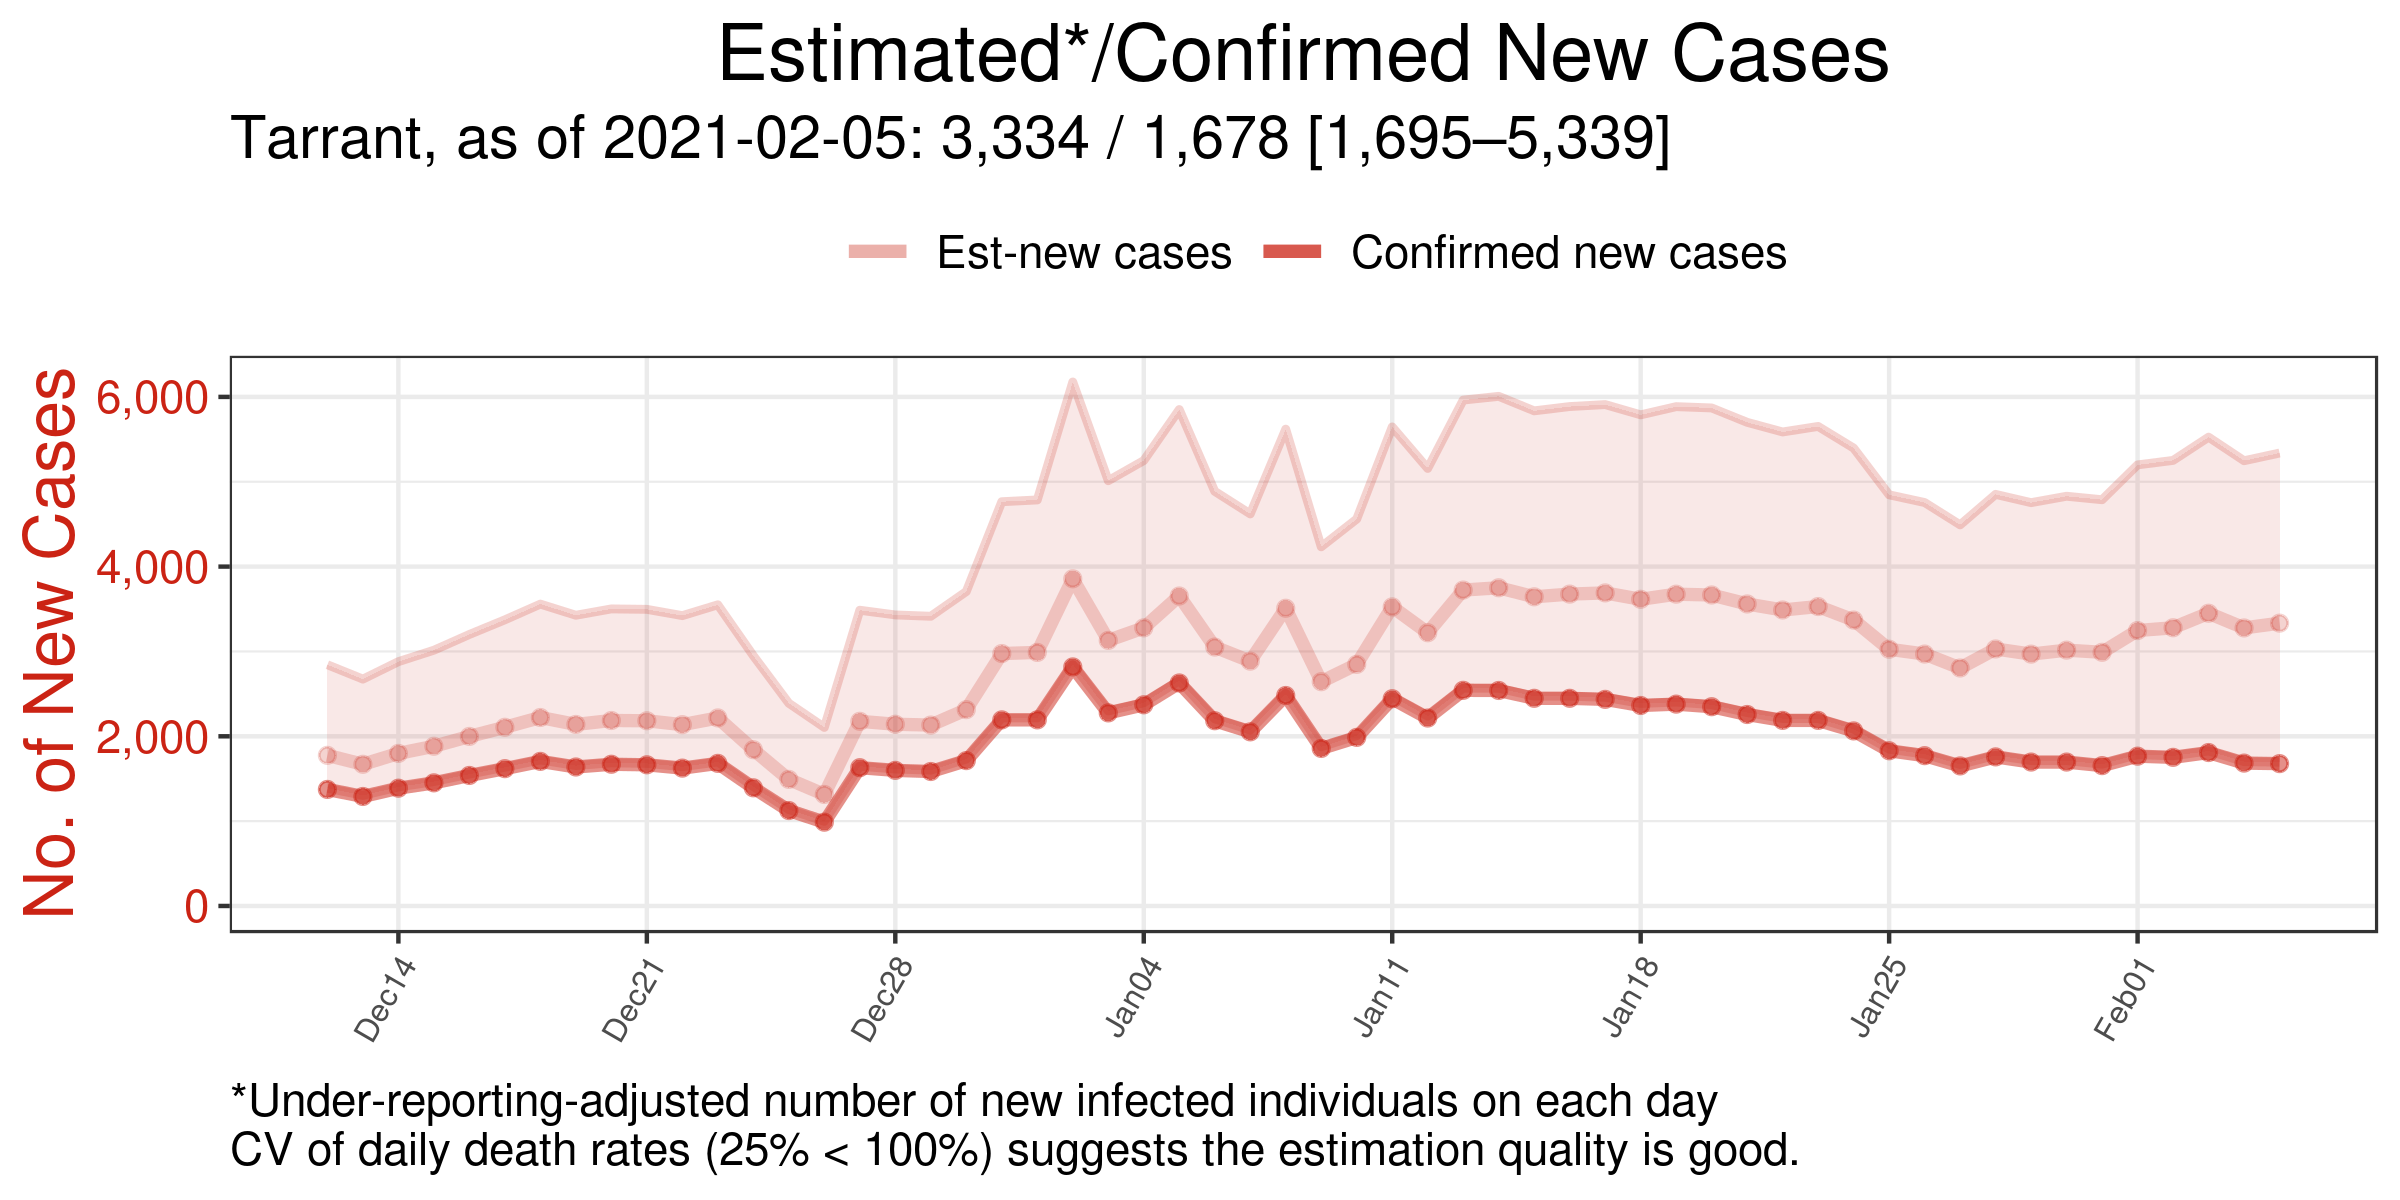 Estimated*/Confirmed New Cases
Tarrant, as of 2021-02-05: 3,334 / 1,678 [1,695–5,339]
Est-new cases
Confirmed new cases
No. of New Cases
6,000
4,000
2,000
0
Dec14
Dec21
Dec28
Jan04
Jan11
Jan18
Jan25
Feb01
*Under-reporting-adjusted number of new infected individuals on each day
CV of daily death rates (25% < 100%) suggests the estimation quality is good.